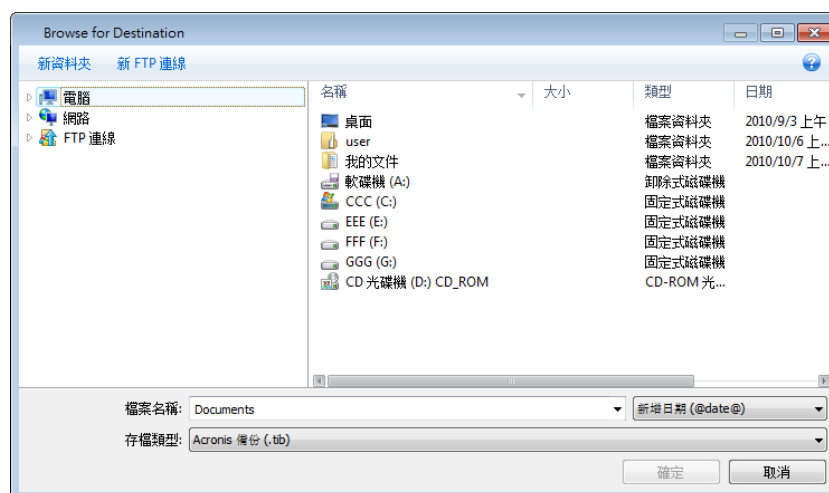 Browse for Destination
新資料夾 新 FTP 連線
電腦
網路
FTP 連線
名稱 大小 類型 日期
桌面 檔案資料夾 2010/9/3 上午
user 檔案資料夾 2010/10/6 上...
我的文件 檔案資料夾 2010/10/7 上...
軟碟機 (A:) 卸除式磁碟機
CCC (C:) 固定式磁碟機
EEE (E:) 固定式磁碟機
FFF (F:) 固定式磁碟機
GGG (G:) 固定式磁碟機
CD 光碟機 (D:) CD_ROM CD-ROM 光...
檔案名稱: Documents 新增日期 (@date@)
存檔類型: Acronis 備份 (.tib)
確定 取消